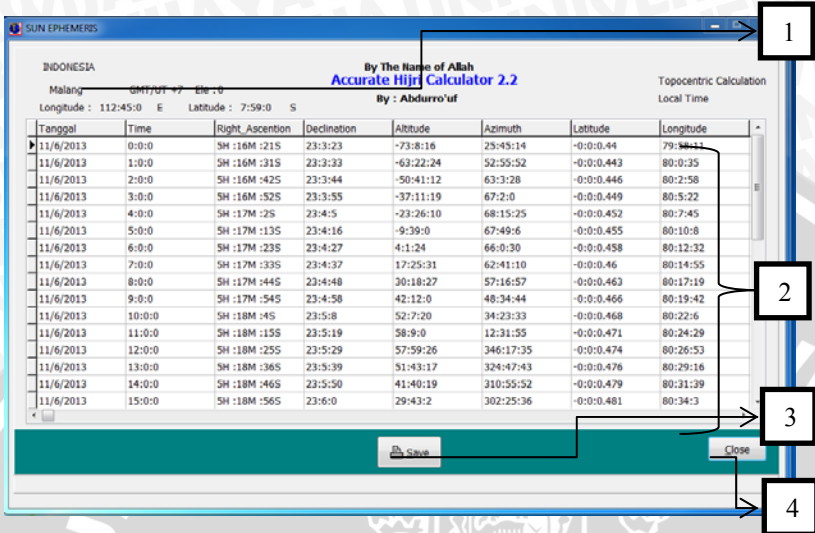 SUN EPHEMERIS
1
INDONESIA
By The Name of Allah
Accurate Hijri Calculator 2.2
Topocentric Calculation
Malang GMT/UT +7 Ele : 0
By : Abdurro'uf
Local Time
Longitude : 112:45:0 E Latitude : 7:59:0 S
Tanggal Time Right_Ascention Declination Altitude Azimuth Latitude Longitude
11/6/2013 0:0:0 5H :16M :21S 23:3:23 -73:8:16 25:45:14 -0:0:0.44 79:58:11
11/6/2013 1:0:0 5H :16M :31S 23:3:33 -63:22:24 52:55:52 -0:0:0.443 80:0:35
11/6/2013 2:0:0 5H :16M :42S 23:3:44 -50:41:12 63:3:28 -0:0:0.446 80:2:58
11/6/2013 3:0:0 5H :16M :52S 23:3:55 -37:11:19 67:2:0 -0:0:0.449 80:5:22
11/6/2013 4:0:0 5H :17M :2S 23:4:5 -23:26:10 68:15:25 -0:0:0.452 80:7:45
11/6/2013 5:0:0 5H :17M :13S 23:4:16 -9:39:0 67:49:6 -0:0:0.455 80:10:8
11/6/2013 6:0:0 5H :17M :23S 23:4:27 4:1:24 66:0:30 -0:0:0.458 80:12:32
11/6/2013 7:0:0 5H :17M :33S 23:4:37 17:25:31 62:41:10 -0:0:0.46 80:14:55
11/6/2013 8:0:0 5H :17M :44S 23:4:48 30:18:27 57:16:57 -0:0:0.463 80:17:19
11/6/2013 9:0:0 5H :17M :54S 23:4:58 42:12:0 48:34:44 -0:0:0.466 80:19:42
2
11/6/2013 10:0:0 5H :18M :4S 23:5:8 52:7:20 34:23:33 -0:0:0.468 80:22:6
11/6/2013 11:0:0 5H :18M :15S 23:5:19 58:9:0 12:31:55 -0:0:0.471 80:24:29
11/6/2013 12:0:0 5H :18M :25S 23:5:29 57:59:26 346:17:35 -0:0:0.474 80:26:53
11/6/2013 13:0:0 5H :18M :36S 23:5:39 51:43:17 324:47:43 -0:0:0.476 80:29:16
11/6/2013 14:0:0 5H :18M :46S 23:5:50 41:40:19 310:55:52 -0:0:0.479 80:31:39
11/6/2013 15:0:0 5H :18M :56S 23:6:0 29:43:2 302:25:36 -0:0:0.481 80:34:3
3
Save
Close
4